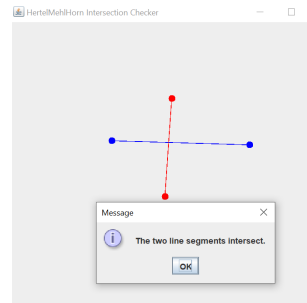 HertelMehlHorn Intersection Checker
Message
The two line segments intersect.
OK